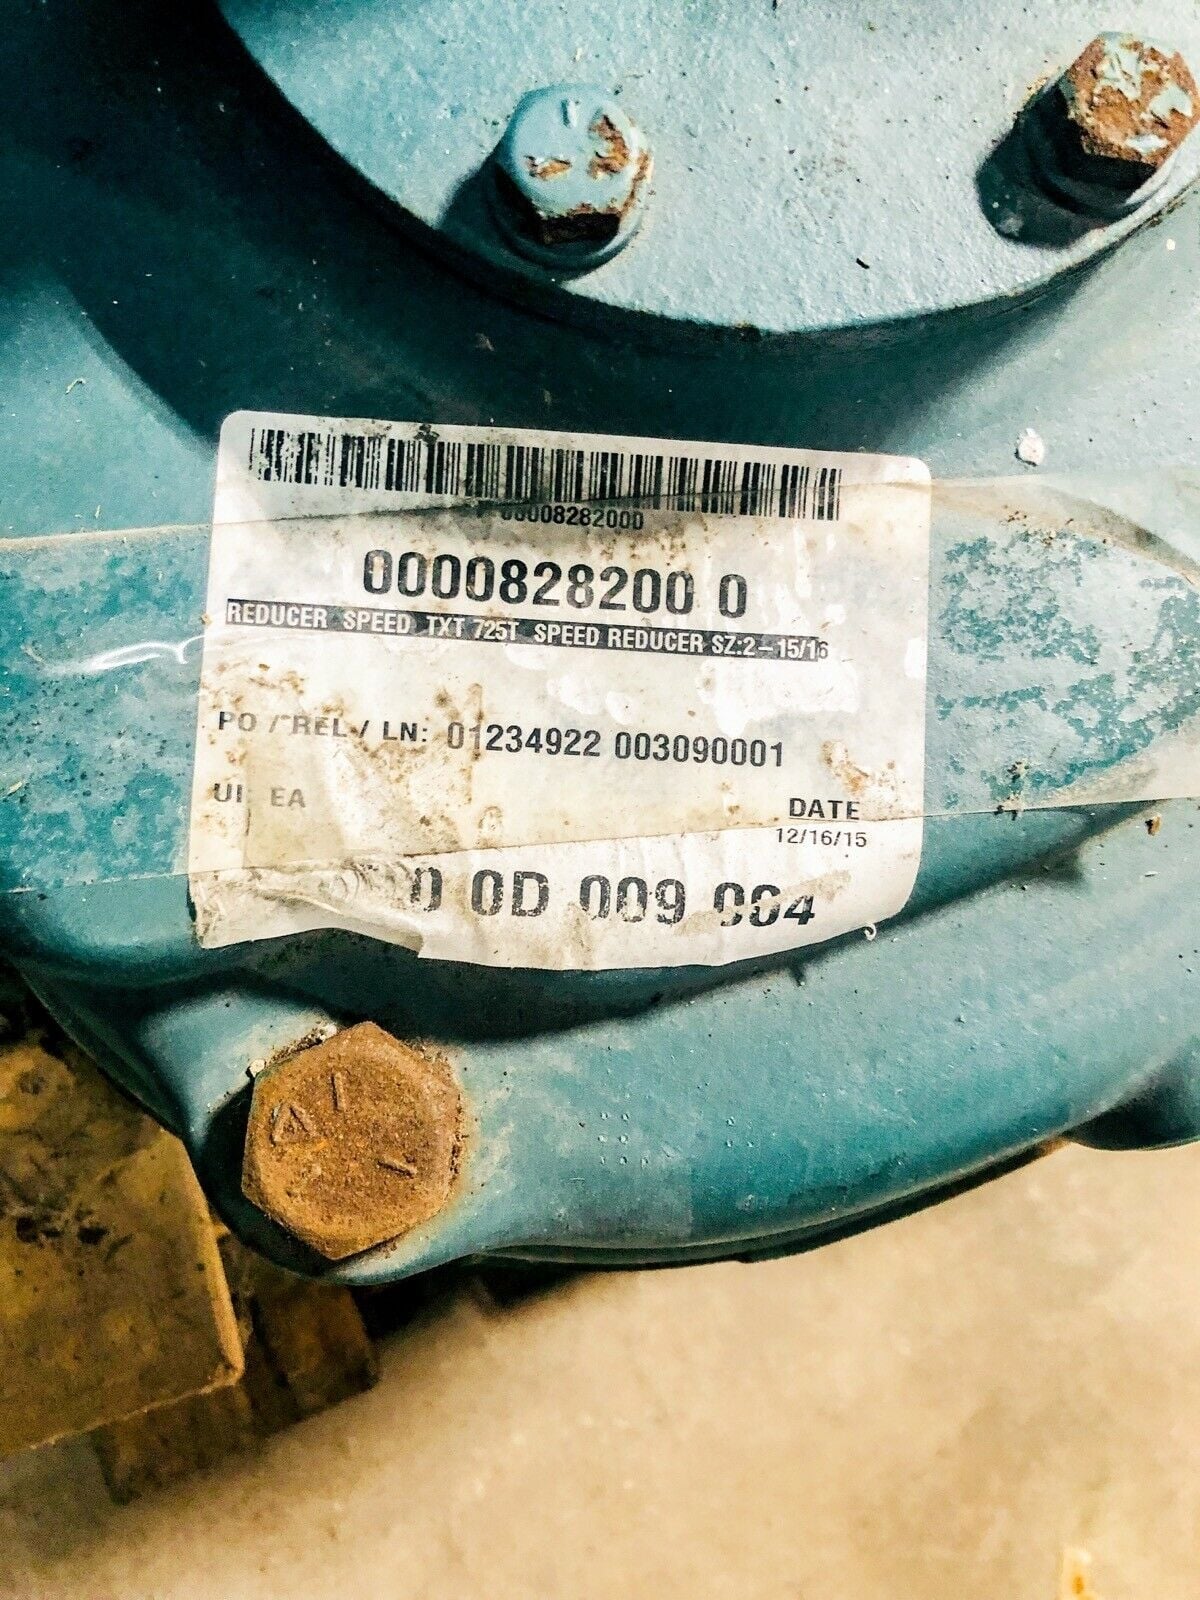 00008282000
0000828200 0
REDUCER SPEED TXT 725T SPEED REDUCER SZ:2-15/16
PO / REL / LN: 01234922 003090001
UI EA
DATE
12/16/15
0 0D 009 004